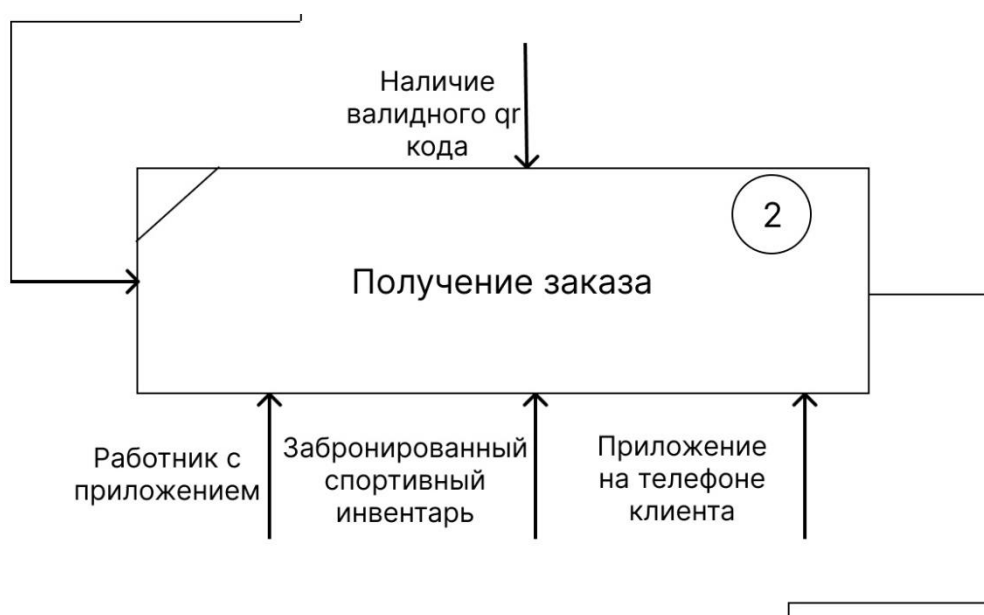 Наличие
валидного qr
кода
2
Получение заказа
Работник с
приложением
Забронированный
спортивный
инвентарь
Приложение
на телефоне
клиента